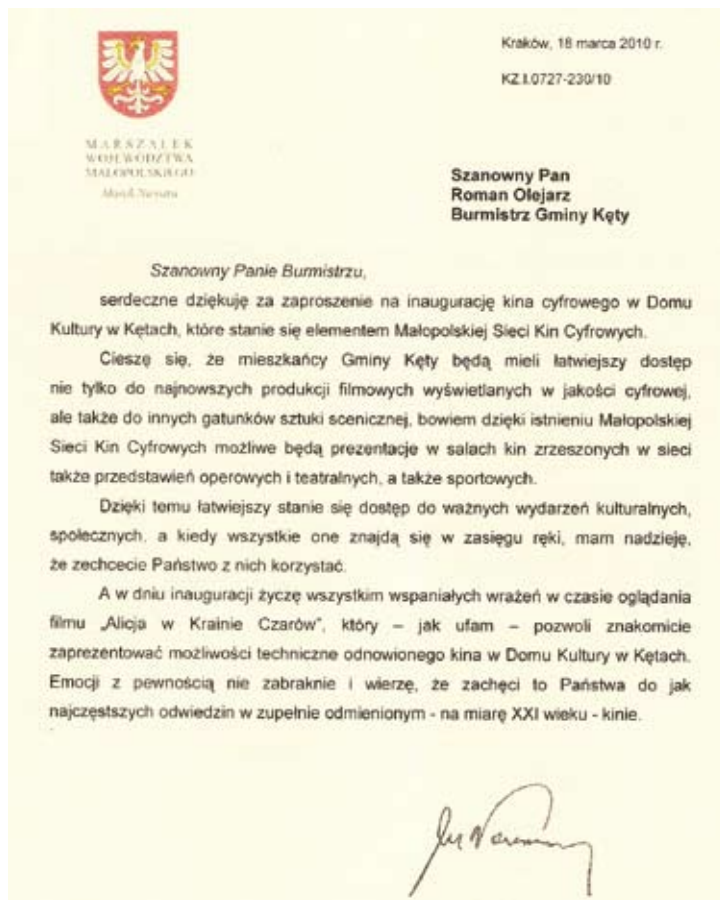 Kraków, 18 marca 2010 r.
KZ.I.0727-230/10
MARSZAŁEK
WOJEWÓDZTWA
MAŁOPOLSKIEGO
Marek Nawara
Szanowny Pan
Roman Olejarz
Burmistrz Gminy Kęty
Szanowny Panie Burmistrzu,
serdeczne dziękuję za zaproszenie na inaugurację kina cyfrowego w Domu
Kultury w Kętach, które stanie się elementem Małopolskiej Sieci Kin Cyfrowych.
Cieszę się, że mieszkańcy Gminy Kęty będą mieli łatwiejszy dostęp
nie tylko do najnowszych produkcji filmowych wyświetlanych w jakości cyfrowej,
ale także do innych gatunków sztuki scenicznej, bowiem dzięki istnieniu Małopolskiej
Sieci Kin Cyfrowych możliwe będą prezentacje w salach kin zrzeszonych w sieci
także przedstawień operowych i teatralnych, a także sportowych.
Dzięki temu łatwiejszy stanie się dostęp do ważnych wydarzeń kulturalnych,
społecznych, a kiedy wszystkie one znajdą się w zasięgu ręki, mam nadzieję,
że zechcecie Państwo z nich korzystać.
A w dniu inauguracji życzę wszystkim wspaniałych wrażeń w czasie oglądania
filmu „Alicja w Krainie Czarów", który – jak ufam – pozwoli znakomicie
zaprezentować możliwości techniczne odnowionego kina w Domu Kultury w Kętach.
Emocji z pewnością nie zabraknie i wierzę, że zachęci to Państwa do jak
najczęstszych odwiedzin w zupełnie odmienionym - na miarę XXI wieku - kinie.